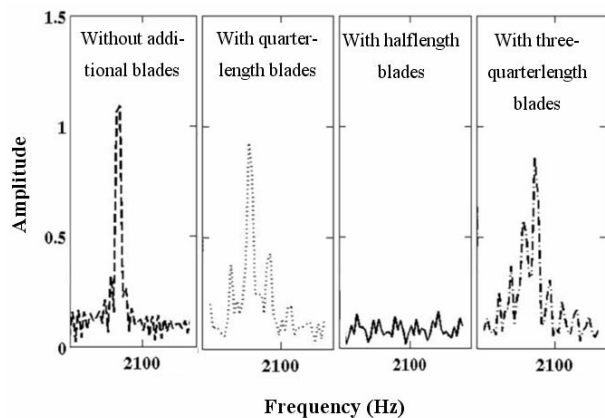 1.5
Without addi-
tional blades
With quarter-
length blades
With halflength
blades
With three-
quarterlength
blades
1
Amplitude
0.5
0
2100
2100
2100
2100
Frequency (Hz)